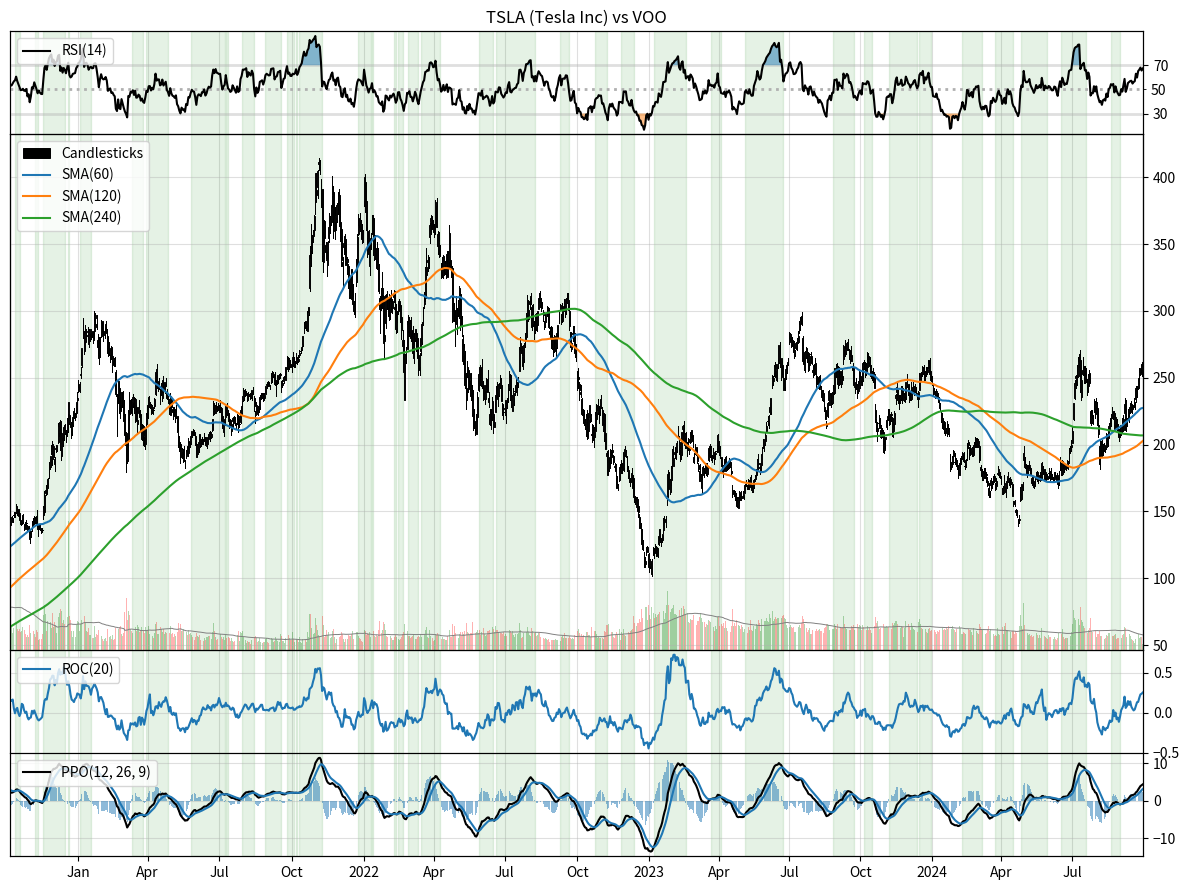 TSLA (Tesla Inc) vs VOO
RSI(14)
70
50
30
Candlesticks
SMA(60)
SMA(120)
SMA(240)
400
350
300
250
200
150
100
50
ROC(20)
0.5
0.0
−0.5
PPO(12, 26, 9)
10
0
−10
Jan Apr Jul Oct 2022 Apr Jul Oct 2023 Apr Jul Oct 2024 Apr Jul